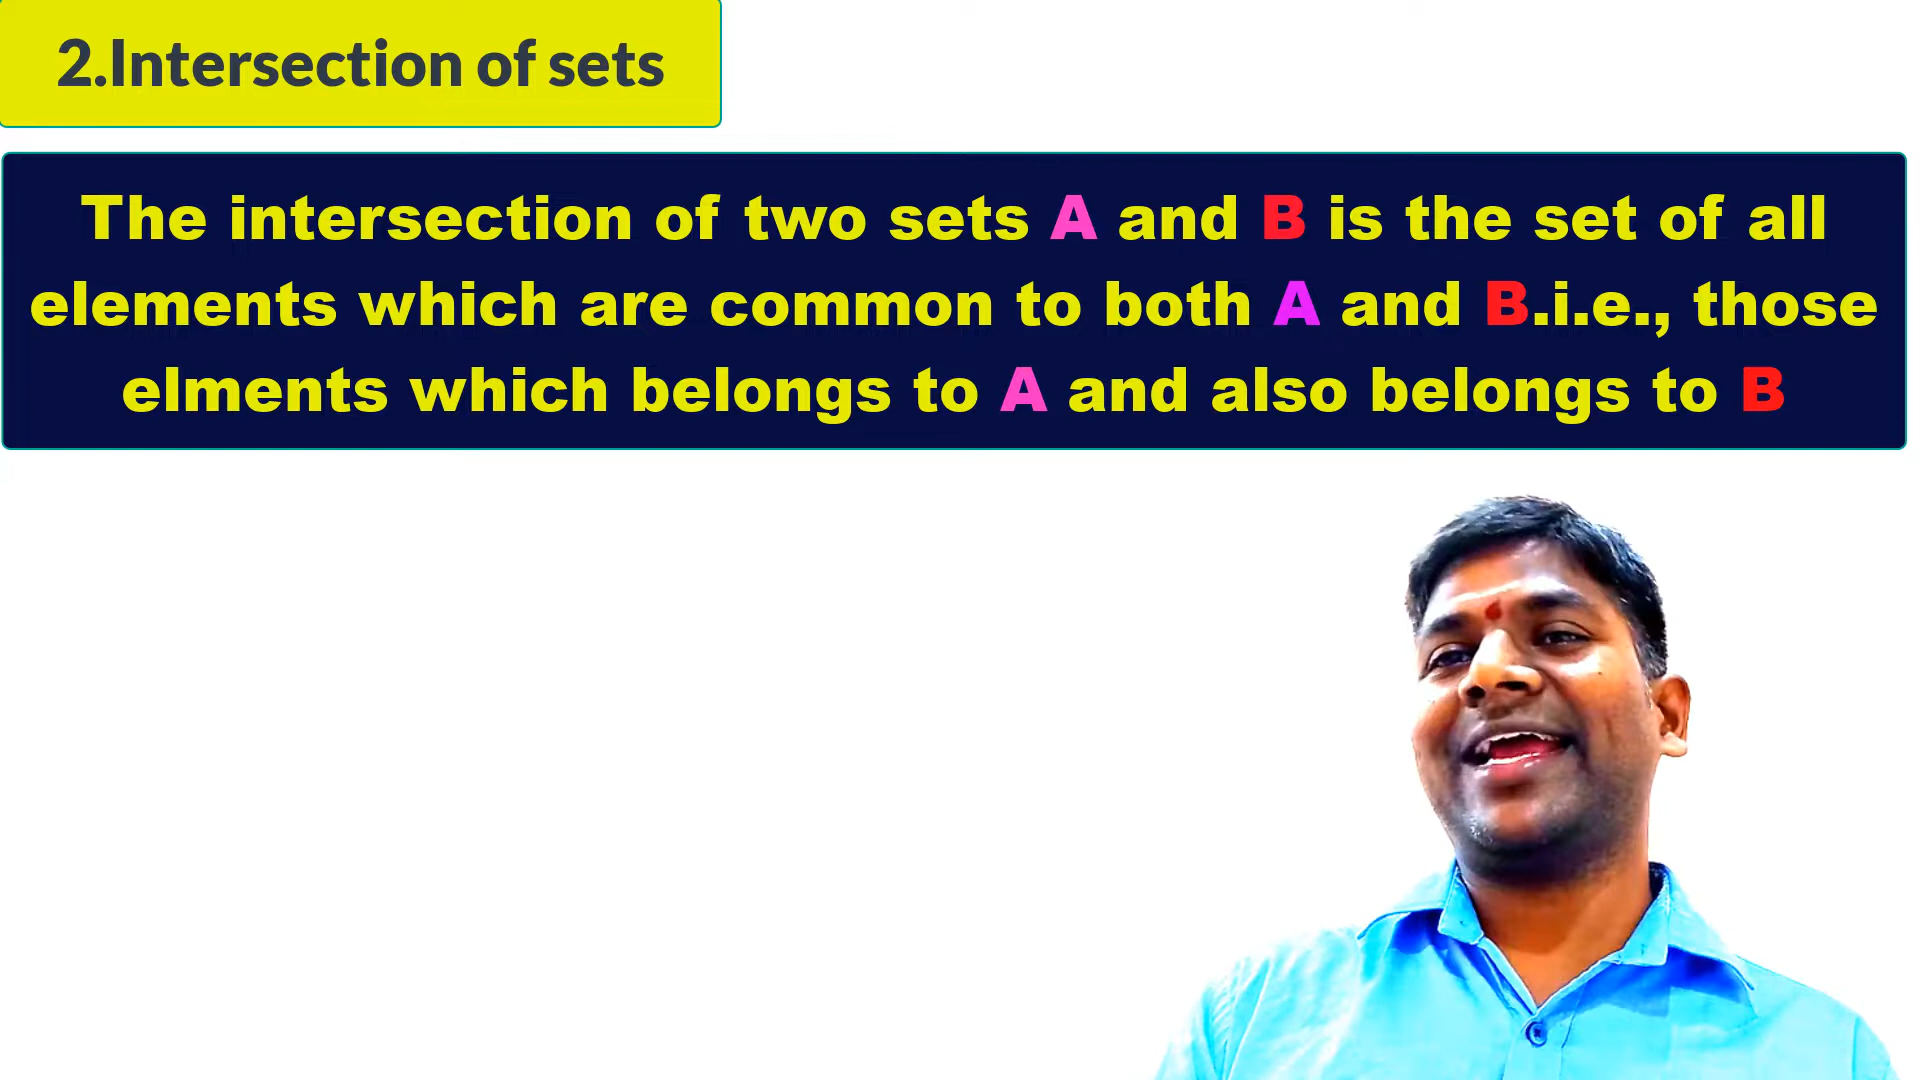 2.Intersection of sets
The intersection of two sets A and B is the set of all
elements which are common to both A and B.i.e., those
elments which belongs to A and also belongs to B